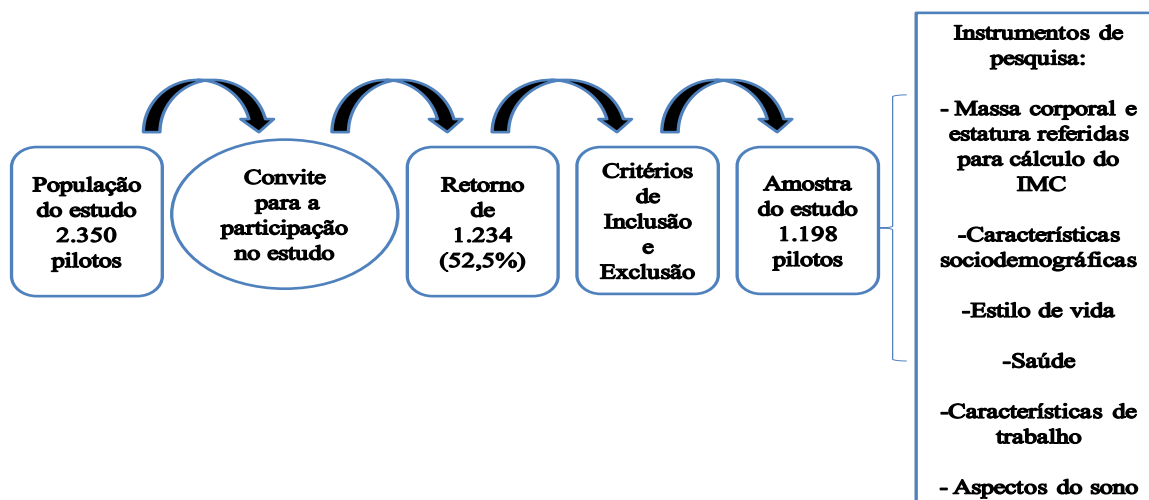 População
do estudo
2.350
pilotos
Convite
para a
participação
no estudo
Retorno
de
1.234
(52,5%)
Critérios
de
Inclusão
e
Exclusão
Amostra
do estudo
1.198
pilotos
Instrumentos de
pesquisa:
- Massa corporal e
estatura referidas
para cálculo do
IMC
-Características
sociodemográficas
-Estilo de vida
-Saúde
-Características de
trabalho
- Aspectos do sono